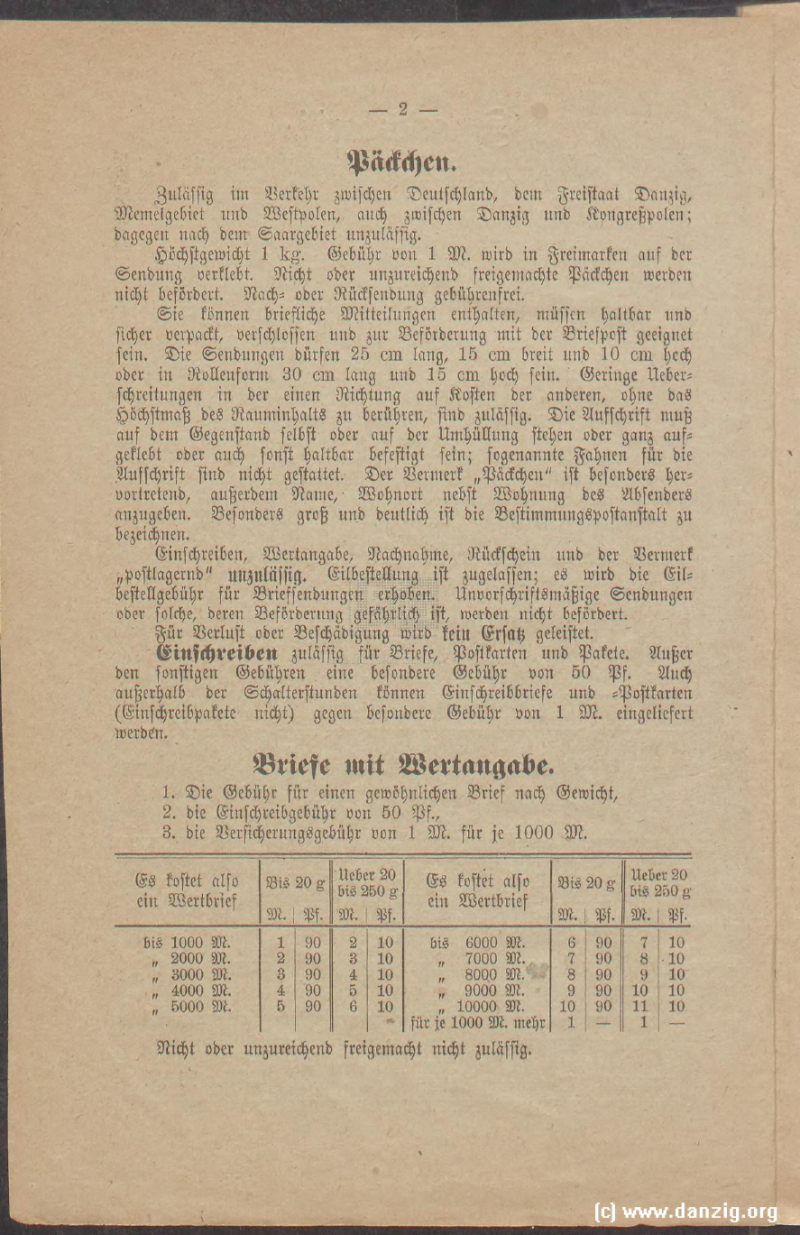 — 2 —
Päckchen.
Zulässig im Verkehr zwischen Deutschland, dem Freistaat Danzig,
Memelgebiet und Westpolen, auch zwischen Danzig und Kongreßpolen;
dagegen nach dem Saargebiet unzulässig.
Höchstgewicht 1 kg. Gebühr von 1 M. wird in Freimarken auf der
Sendung verklebt. Nicht oder unzureichend freigemachte Päckchen werden
nicht befördert. Nach- oder Rücksendung gebührenfrei.
Sie können briefliche Mitteilungen enthalten, müssen haltbar und
sicher verpackt, verschlossen und zur Beförderung mit der Briefpost geeignet
sein. Die Sendungen dürfen 25 cm lang, 15 cm breit und 10 cm hoch
oder in Rollenform 30 cm lang und 15 cm hoch sein. Geringe Ueber-
schreitungen in der einen Richtung auf Kosten der anderen, ohne das
Höchstmaß des Rauminhalts zu berühren, sind zulässig. Die Aufschrift muß
auf dem Gegenstand selbst oder auf der Umhüllung stehen oder ganz auf-
geklebt oder auch sonst haltbar befestigt sein; sogenannte Fahnen für die
Aufschrift sind nicht gestattet. Der Vermerk „Päckchen" ist besonders her-
vortretend, außerdem Name, Wohnort nebst Wohnung des Absenders
anzugeben. Besonders groß und deutlich ist die Bestimmungspostanstalt zu
bezeichnen.
Einschreiben, Wertangabe, Nachnahme, Rückschein und der Vermerk
„postlagernd" unzulässig. Eilbestellung ist zugelassen; es wird die Eil-
bestellgebühr für Briefsendungen erhoben. Unvorschriftsmäßige Sendungen
oder solche, deren Beförderung gefährlich ist, werden nicht befördert.
Für Verlust oder Beschädigung wird kein Ersatz geleistet.
Einschreiben zulässig für Briefe, Postkarten und Pakete. Außer
den sonstigen Gebühren eine besondere Gebühr von 50 Pf. Auch
außerhalb der Schalterstunden können Einschreibbriefe und -Postkarten
(Einschreibpakete nicht) gegen besondere Gebühr von 1 M. eingeliefert
werden.
Briefe mit Wertangabe.
1. Die Gebühr für einen gewöhnlichen Brief nach Gewicht,
2. die Einschreibgebühr von 50 Pf.,
3. die Versicherungsgebühr von 1 M. für je 1000 M.
Es kostet also ein Wertbrief | Bis 20 g | Ueber 20 bis 250 g | Es kostet also ein Wertbrief | Bis 20 g | Ueber 20 bis 250 g
M. | Pf. | M. | Pf. | M. | Pf. | M. | Pf.
bis 1000 M. | 1 | 90 | 2 | 10 | bis 6000 M. | 6 | 90 | 7 | 10
„ 2000 M. | 2 | 90 | 3 | 10 | „ 7000 M. | 7 | 90 | 8 | 10
„ 3000 M. | 3 | 90 | 4 | 10 | „ 8000 M. | 8 | 90 | 9 | 10
„ 4000 M. | 4 | 90 | 5 | 10 | „ 9000 M. | 9 | 90 | 10 | 10
„ 5000 M. | 5 | 90 | 6 | 10 | „ 10000 M. | 10 | 90 | 11 | 10
für je 1000 M. mehr | 1 | — | 1 | —
Nicht oder unzureichend freigemacht nicht zulässig.
(c) www.danzig.org